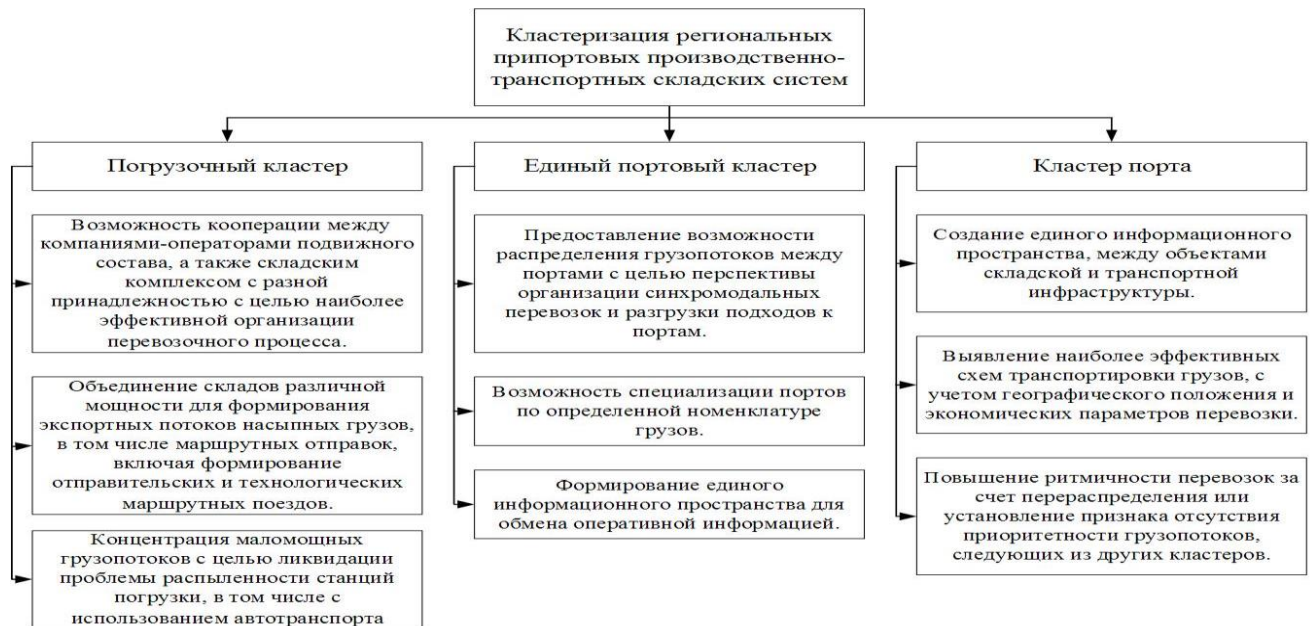 Кластеризация региональных
припортовых производственно-
транспортных складских систем
Погрузочный кластер
Возможность кооперации между
компаниями-операторами подвижного
состава, а также складским
комплексом с разной
принадлежностью с целью наиболее
эффективной организации
перевозочного процесса.
Объединение складов различной
мощности для формирования
экспортных потоков насыпных грузов,
в том числе маршрутных отправок,
включая формирование
отправительских и технологических
маршрутных поездов.
Концентрация маломощных
грузопотоков с целью ликвидации
проблемы распыленности станций
погрузки, в том числе с
использованием автотранспорта
Единый портовый кластер
Предоставление возможности
распределения грузопотоков между
портами с целью перспективы
организации синхромодальных
перевозок и разгрузки подходов к
портам.
Возможность специализации портов
по определенной номенклатуре
грузов.
Формирование единого
информационного пространства для
обмена оперативной информацией.
Кластер порта
Создание единого информационного
пространства, между объектами
складской и транспортной
инфраструктуры.
Выявление наиболее эффективных
схем транспортировки грузов, с
учетом географического положения и
экономических параметров перевозки.
Повышение ритмичности перевозок за
счет перераспределения или
установление признака отсутствия
приоритетности грузопотоков,
следующих из других кластеров.